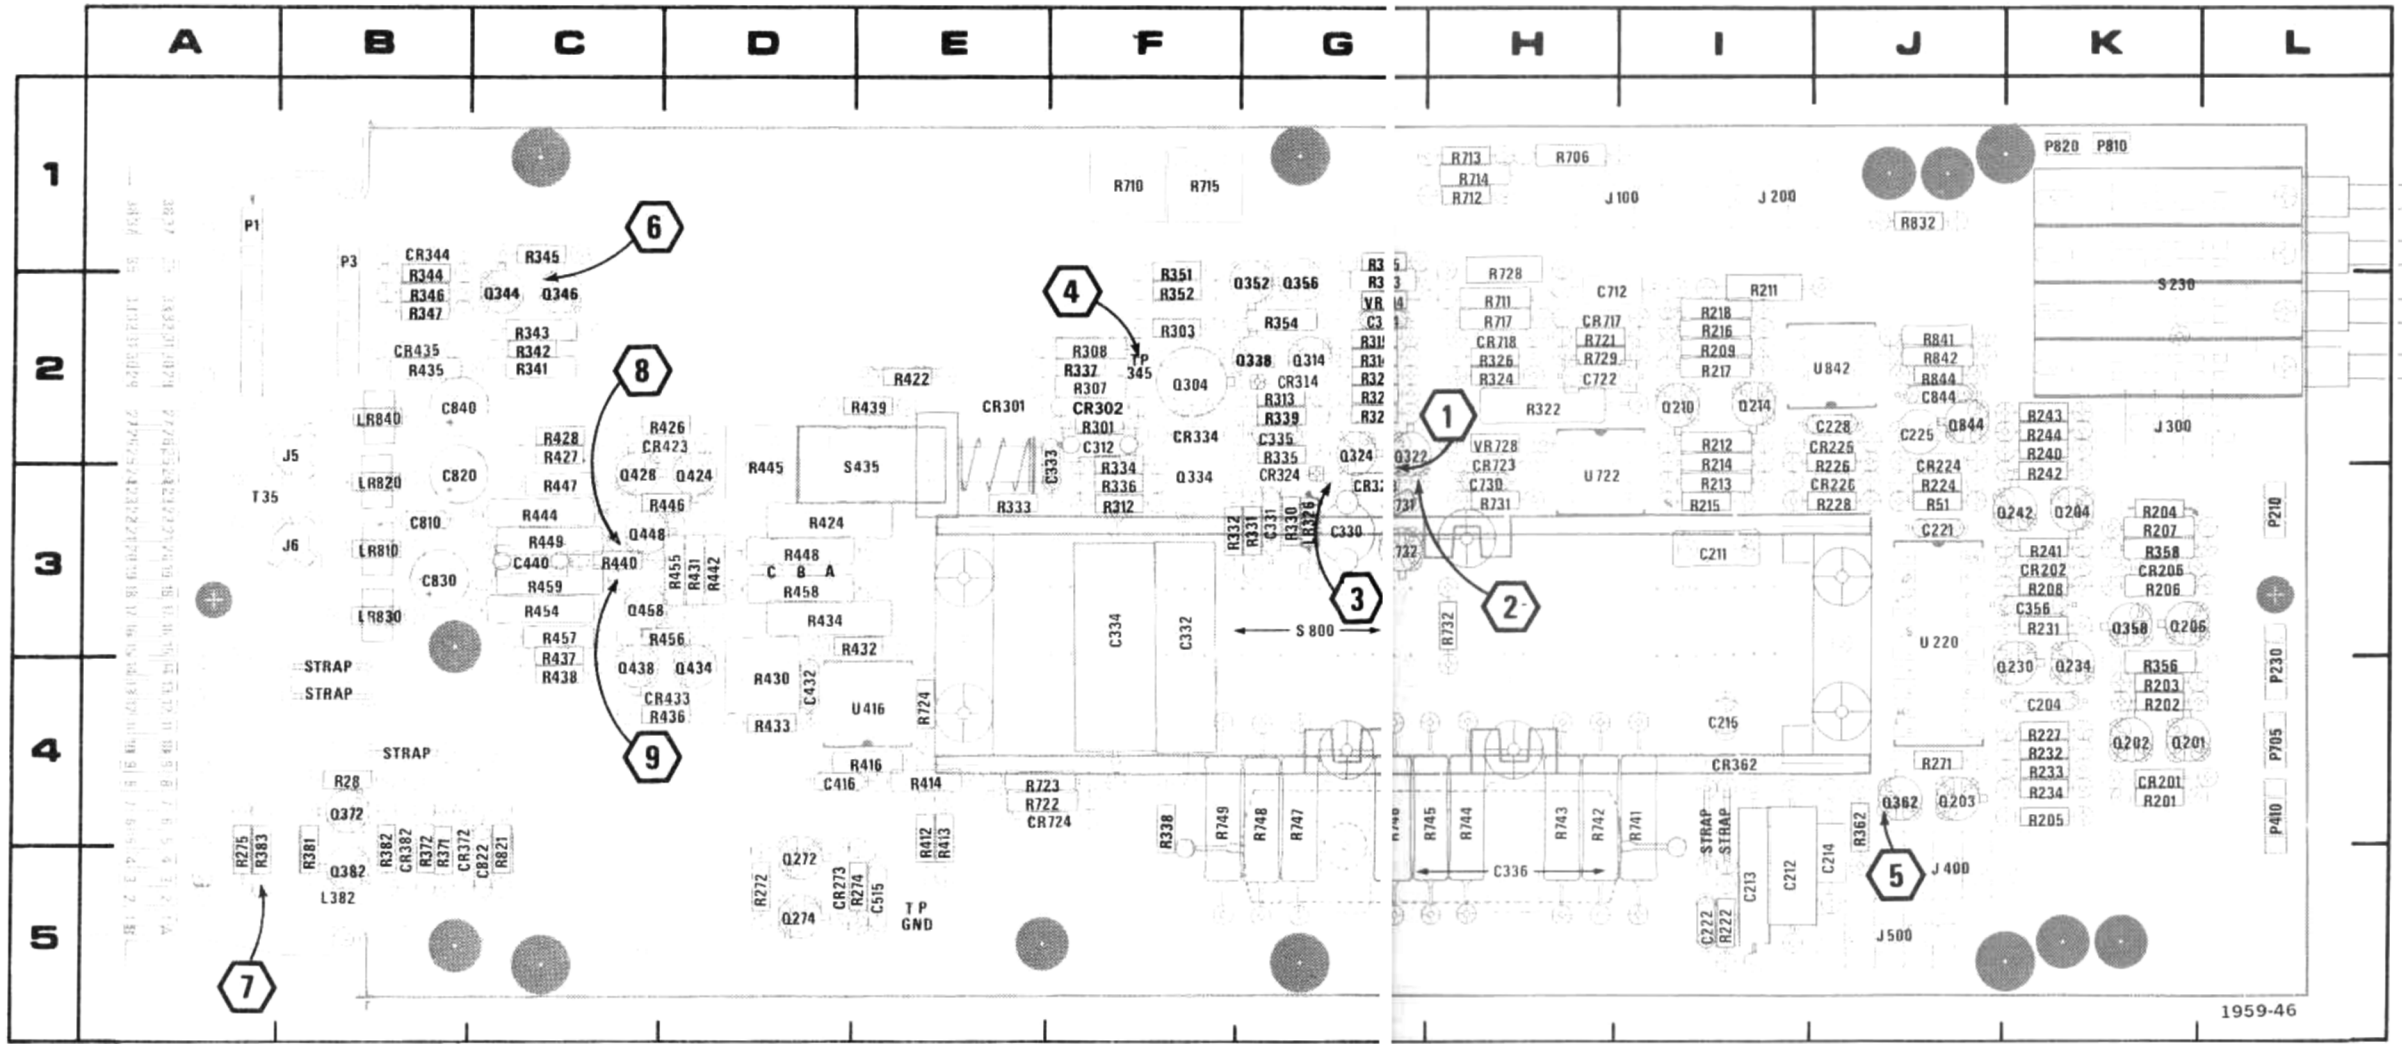 A B C D E F G H I J K L
1
P820 P810
R713 R706
R710 R715 R714
R712 J100 J200
P1 6 R832
P3 CR344 R345
R344 R351 R728
Q344 Q346 Q352 Q356 S230
R346 4 R352 C712 R211
R347 R711
R303 R354 R717 CR717 R218
R343 R216
2
CR435 R342 R308 TP Q338 Q314 CR718 R721 R209 R841
R435 R341 8 R337 345 R326 R729 R217 U842 R842
R422 R307 Q304 CR314 R324 C722 R844
C840 R439 CR301 CR302 R313 R322 Q210 Q214 C844
LR840 R426 R301 R339 1 C228 C225 Q844 R243 J300
R428 CR423 C312 CR334 C335 VR728 R212 CR225 R244
J5 R427 R335 Q324 Q322 R240
C820 Q428 Q424 R445 S435 C333 R334 Q334 CR324 CR723 U722 R214 R226 CR224 R242
LR820 R447 R336 C730 R213 CR226 R224
T35 R446 R333 R312 R731 R215 R228 R51 P210
3
C810 R444 R424 R332 R331 C331 R330 C330 C221 Q242 Q204 R204
J6 LR810 R449 Q448 R448 C211 R241 R207
C440 R440 R455 R431 R442 C B A R358
C830 R459 R458 CR202 CR206
LR830 R454 Q458 R434 C334 C332 3 2 R208 R206
R457 R456 S800 R732 U220 C356
R432 R231 Q358 Q206
STRAP R437 Q438 Q434 Q230 Q234 R356 P230
STRAP R438 R430 C432 R203
CR433 U416 R724 C215 C204 R202
4
R436 R433 R227 Q202 Q201 P705
STRAP 9 R416 CR362 R271 R232
R28 C416 R414 R723 R233 CR201
Q372 R722 R234 R201
CR724 R338 R749 R748 R747 R745 R744 R743 R742 R741 STRAP STRAP R362 Q362 Q203 R205 P410
R275 R383 R381 R382 CR382 R372 R371 CR372 C822 R821 Q272 R412 R413
Q382 C336 C213 C212 C214 5 J400
L382 R272 CR273 R274 C515
5
Q274 TP
GND C222 R222 J500
7
1959-46